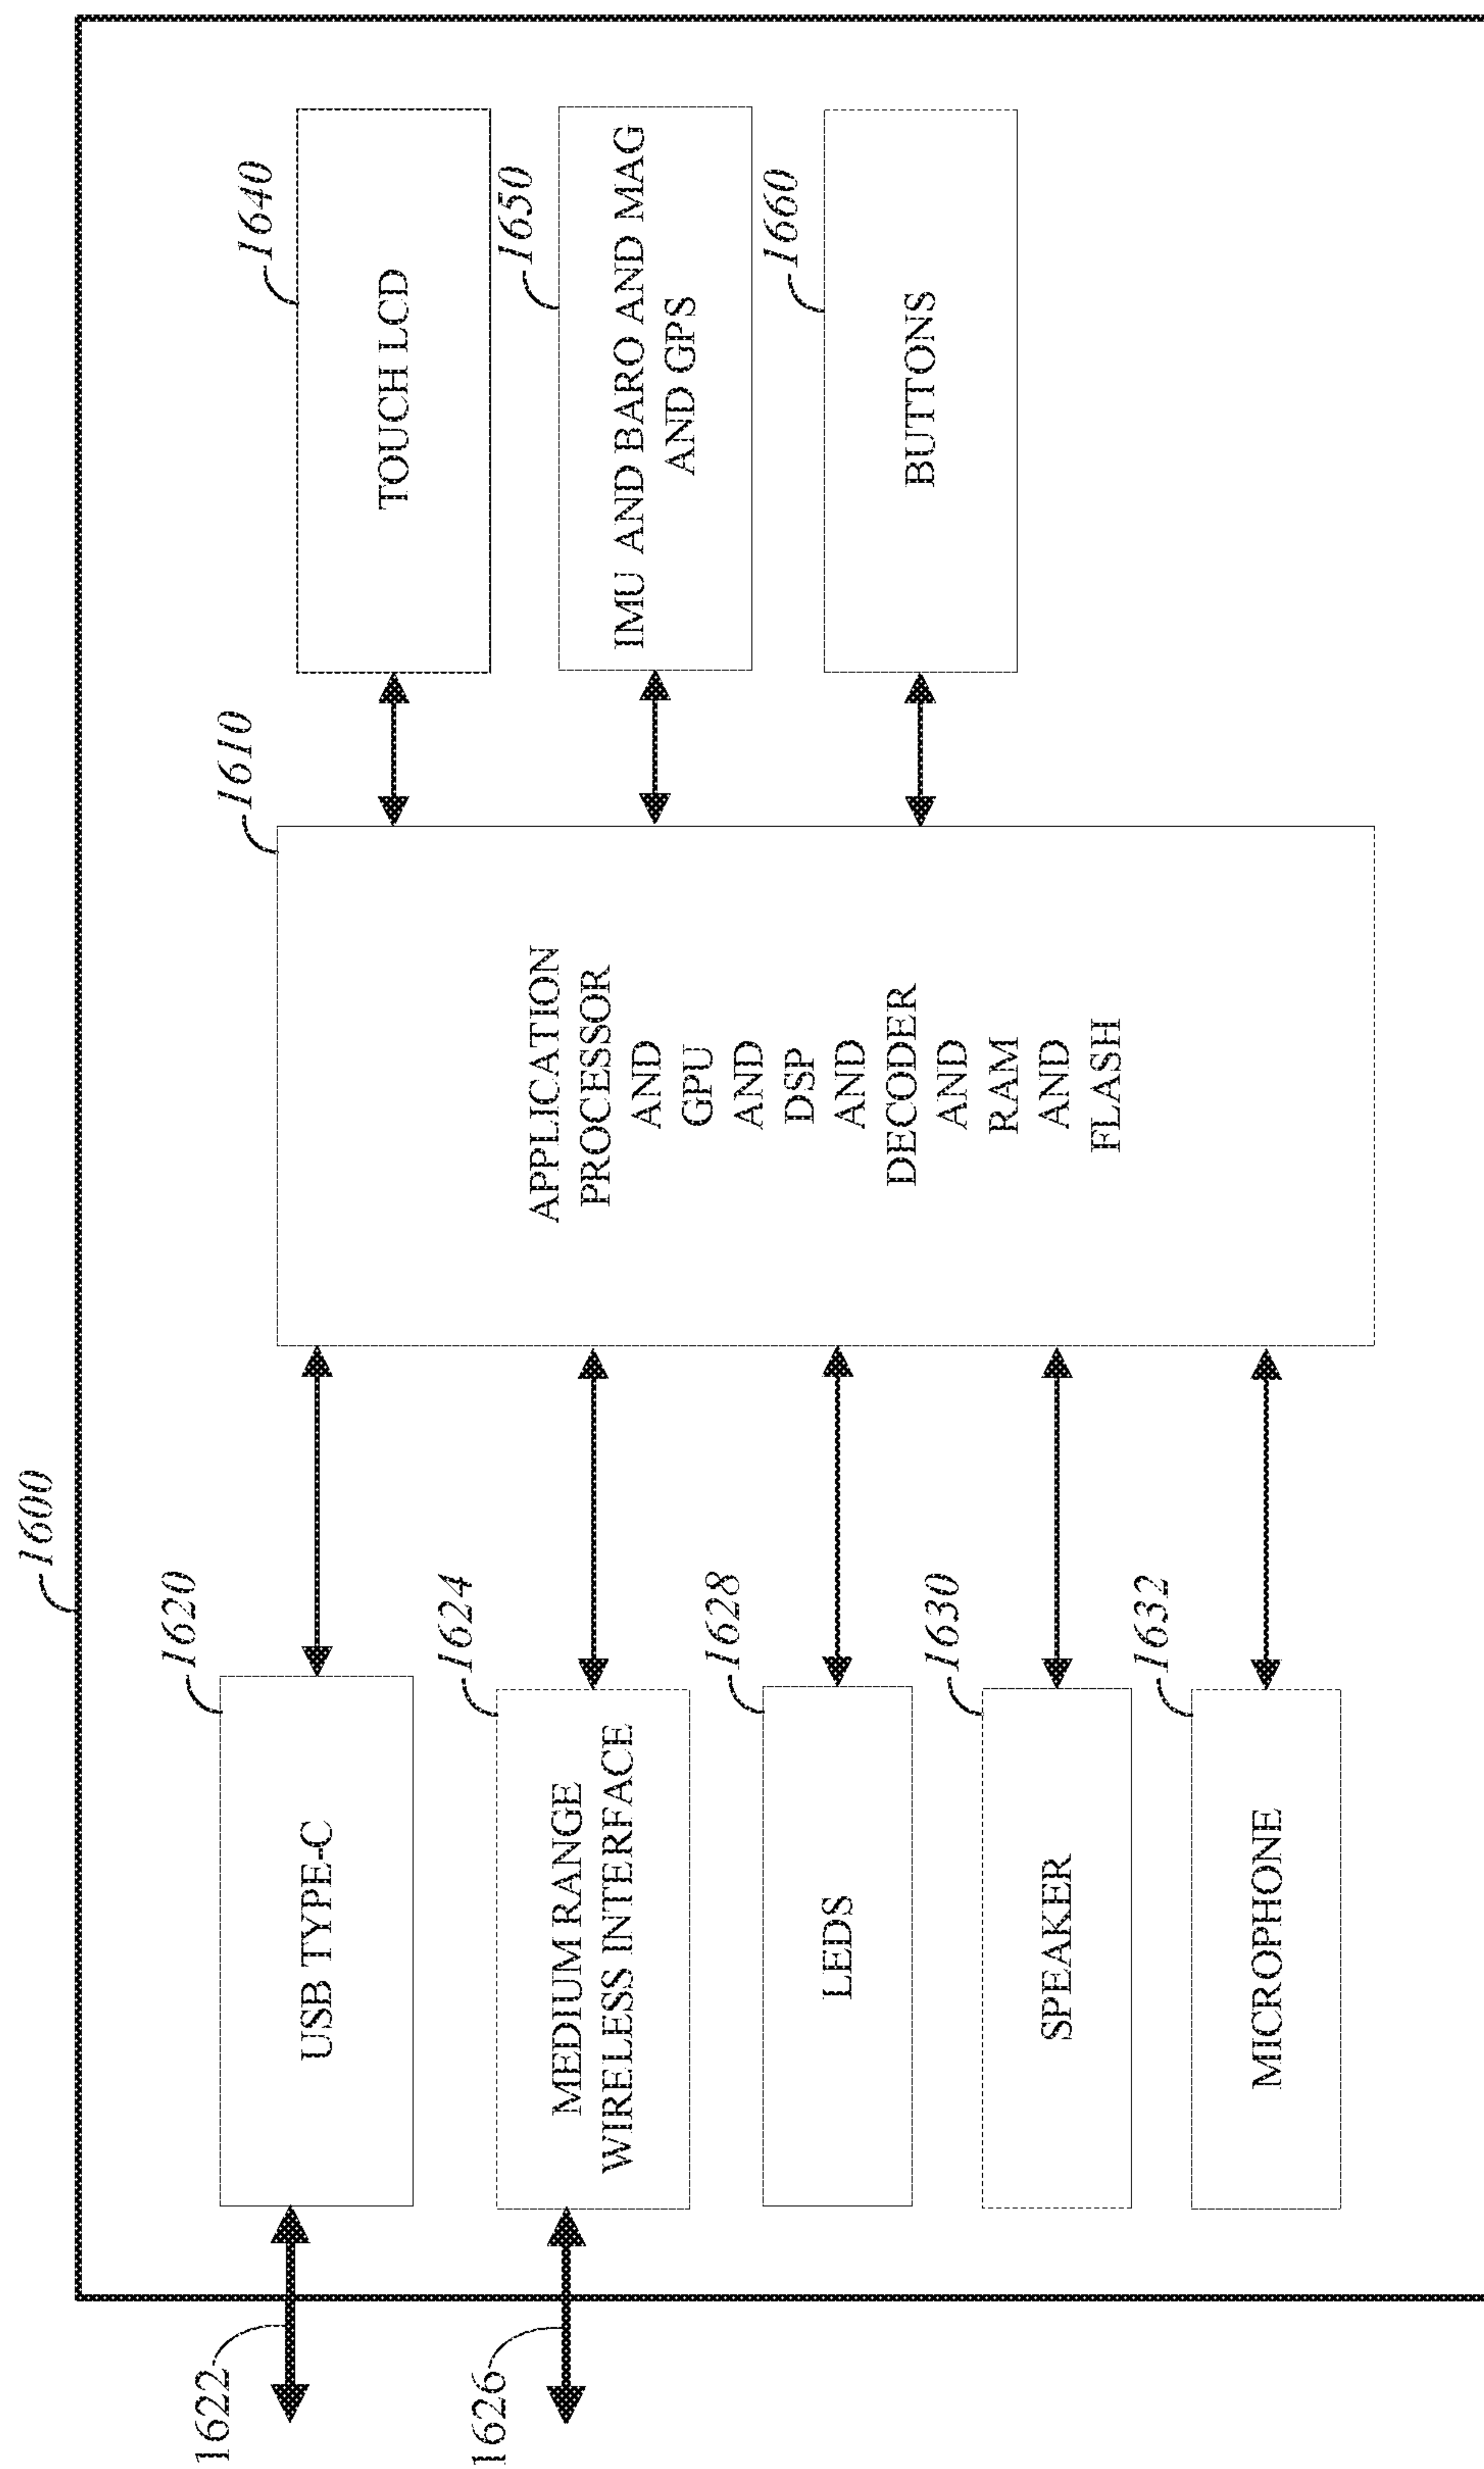 1600
1620
USB TYPE-C
1622
1624
MEDIUM RANGE
WIRELESS INTERFACE
1626
1628
LEDS
1630
SPEAKER
1632
MICROPHONE
1610
APPLICATION
PROCESSOR
AND
GPU
AND
DSP
AND
DECODER
AND
RAM
AND
FLASH
1640
TOUCH LCD
1650
IMU AND BARO AND MAG
AND GPS
1660
BUTTONS